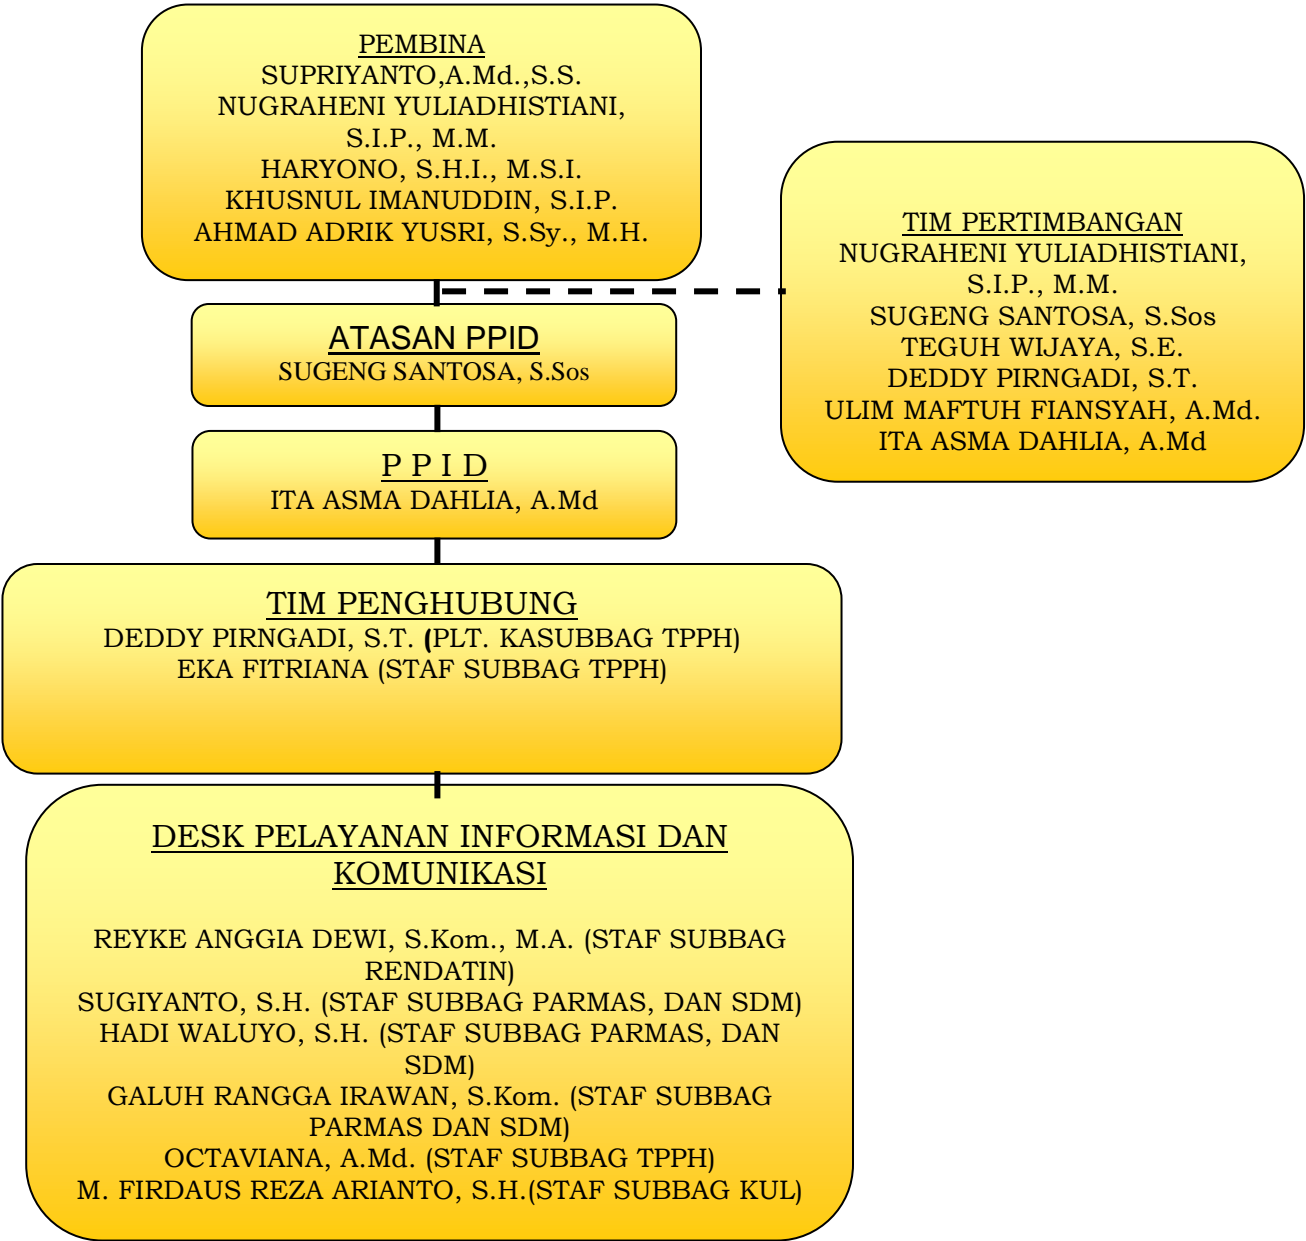 PEMBINA
SUPRIYANTO,A.Md.,S.S.
NUGRAHENI YULIADHISTIANI,
S.I.P., M.M.
HARYONO, S.H.I., M.S.I.
KHUSNUL IMANUDDIN, S.I.P.
AHMAD ADRIK YUSRI, S.Sy., M.H.
TIM PERTIMBANGAN
NUGRAHENI YULIADHISTIANI,
S.I.P., M.M.
SUGENG SANTOSA, S.Sos
TEGUH WIJAYA, S.E.
DEDDY PIRNGADI, S.T.
ULIM MAFTUH FIANSYAH, A.Md.
ITA ASMA DAHLIA, A.Md
ATASAN PPID
SUGENG SANTOSA, S.Sos
P P I D
ITA ASMA DAHLIA, A.Md
TIM PENGHUBUNG
DEDDY PIRNGADI, S.T. (PLT. KASUBBAG TPPH)
EKA FITRIANA (STAF SUBBAG TPPH)
DESK PELAYANAN INFORMASI DAN
KOMUNIKASI
REYKE ANGGIA DEWI, S.Kom., M.A. (STAF SUBBAG
RENDATIN)
SUGIYANTO, S.H. (STAF SUBBAG PARMAS, DAN SDM)
HADI WALUYO, S.H. (STAF SUBBAG PARMAS, DAN
SDM)
GALUH RANGGA IRAWAN, S.Kom. (STAF SUBBAG
PARMAS DAN SDM)
OCTAVIANA, A.Md. (STAF SUBBAG TPPH)
M. FIRDAUS REZA ARIANTO, S.H.(STAF SUBBAG KUL)